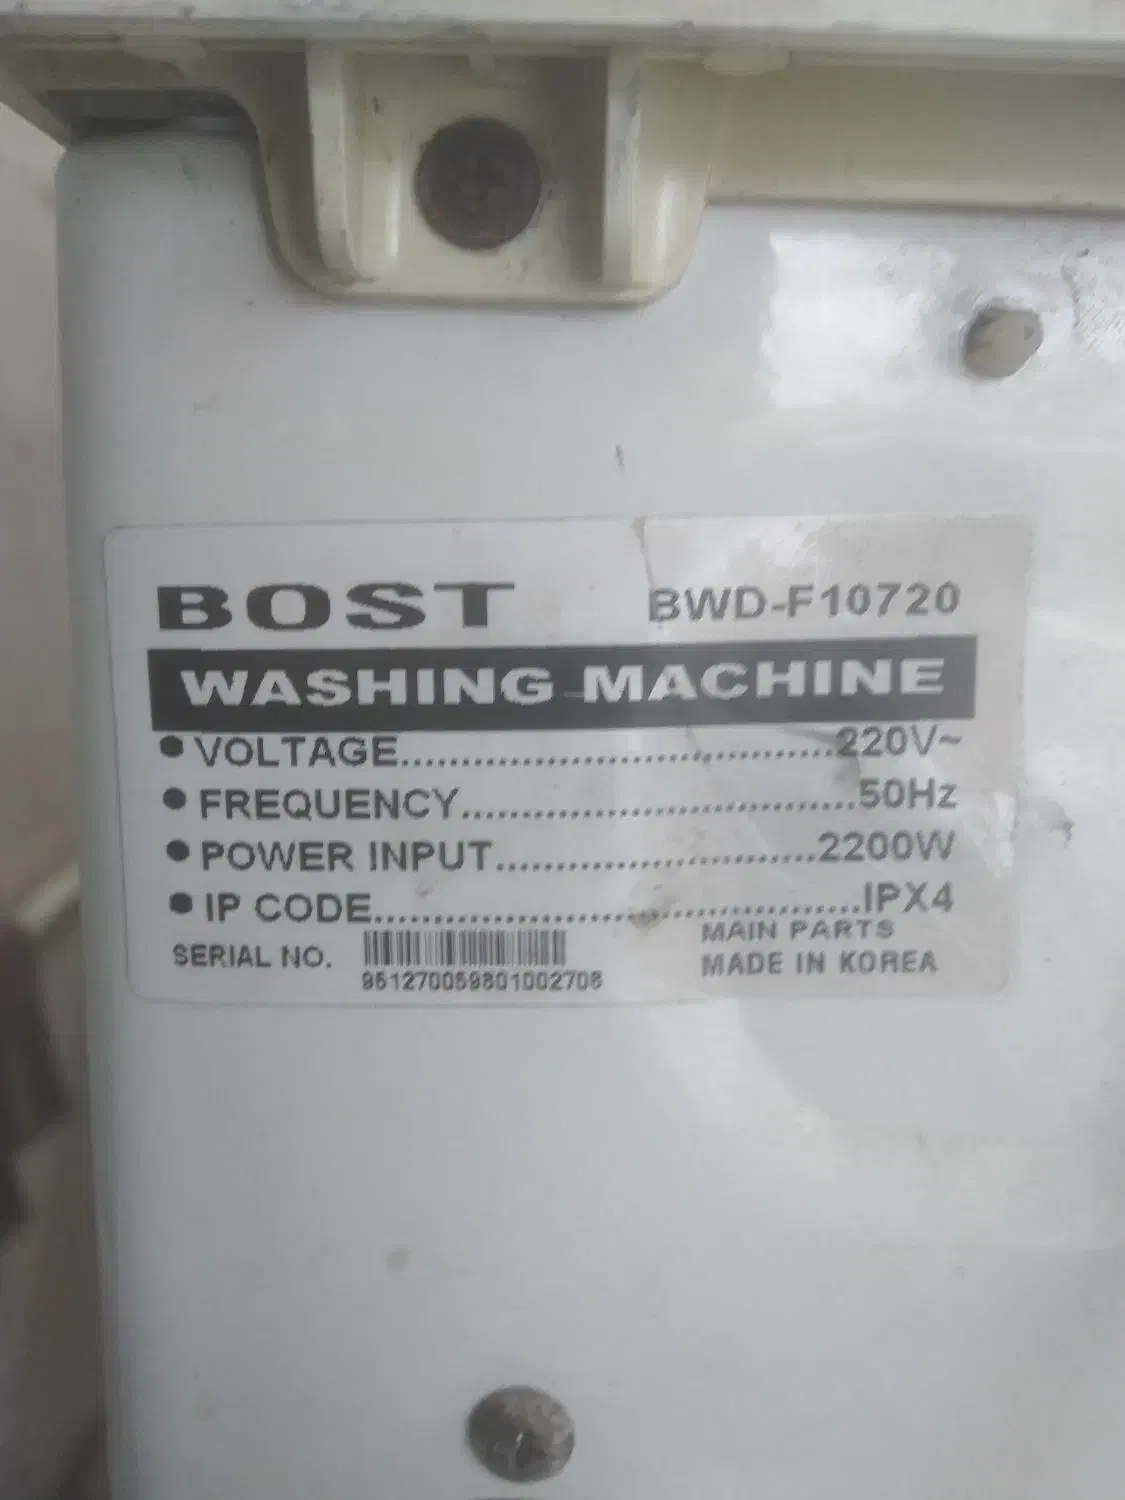 BOST BWD-F10720
WASHING MACHINE
● VOLTAGE........................................220V~
● FREQUENCY....................................50Hz
● POWER INPUT..............................2200W
● IP CODE.............................................IPX4
SERIAL NO.
MAIN PARTS
951270059801002708
MADE IN KOREA